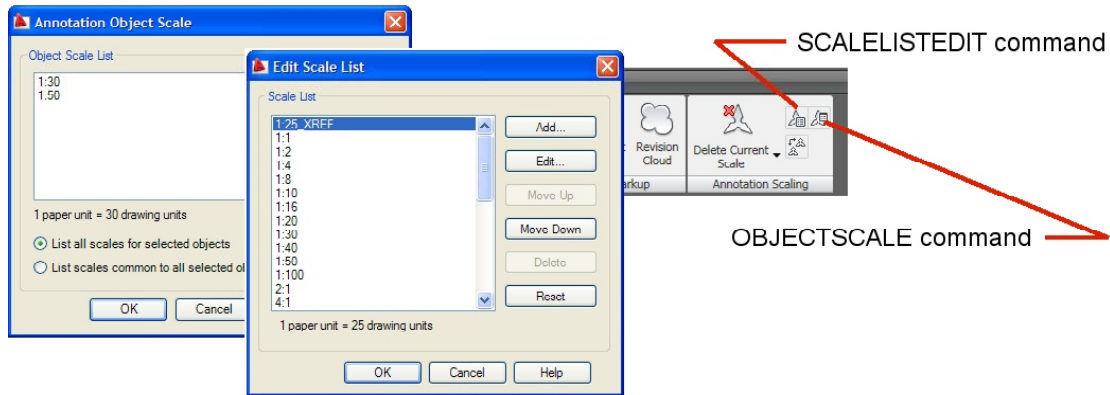 Annotation Object Scale
Object Scale List
1:30
1:50
1 paper unit = 30 drawing units
List all scales for selected objects
List scales common to all selected ob
OK
Cancel
Edit Scale List
Scale List
1:25_XREF
1:1
1:2
1:4
1:8
1:10
1:16
1:20
1:30
1:40
1:50
1:100
2:1
4:1
Add...
Edit...
Move Up
Move Down
Delete
Reset
1 paper unit = 25 drawing units
OK
Cancel
Help
SCALELISTEDIT command
Revision
Cloud
Delete Current
Scale
arkup
Annotation Scaling
OBJECTSCALE command